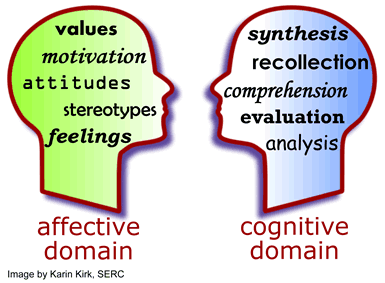 values
motivation
attitudes
stereotypes
feelings
affective
domain
synthesis
recollection
comprehension
evaluation
analysis
cognitive
domain
Image by Karin Kirk, SERC